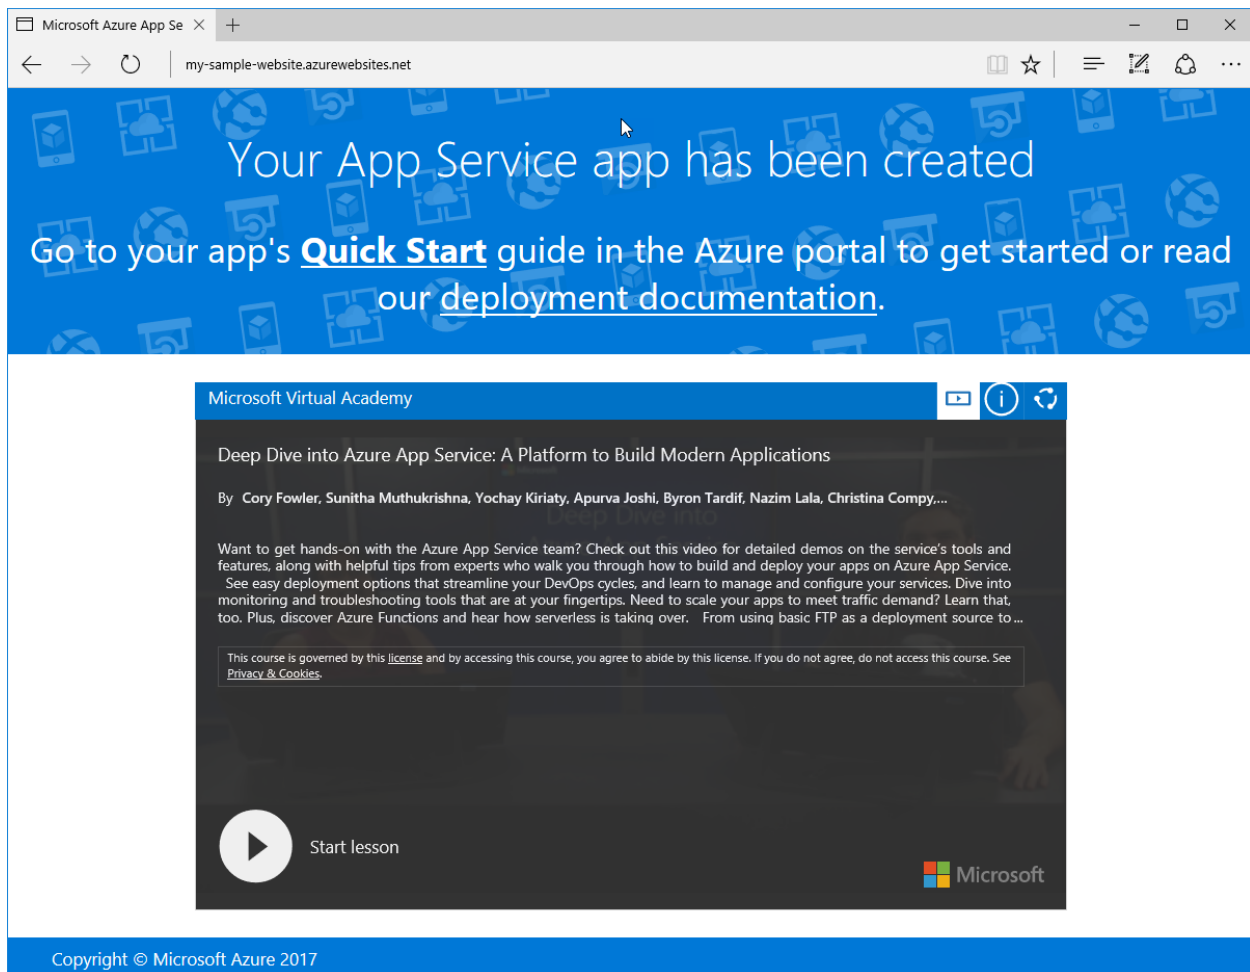 Microsoft Azure App Se
my-sample-website.azurewebsites.net
Your App Service app has been created
Go to your app's Quick Start guide in the Azure portal to get started or read
our deployment documentation.
Microsoft Virtual Academy
Deep Dive into Azure App Service: A Platform to Build Modern Applications
By Cory Fowler, Sunitha Muthukrishna, Yochay Kiriaty, Apurva Joshi, Byron Tardif, Nazim Lala, Christina Compy,...
Deep Dive into
Want to get hands-on with the Azure App Service team? Check out this video for detailed demos on the service's tools and
features, along with helpful tips from experts who walk you through how to build and deploy your apps on Azure App Service.
See easy deployment options that streamline your DevOps cycles, and learn to manage and configure your services. Dive into
monitoring and troubleshooting tools that are at your fingertips. Need to scale your apps to meet traffic demand? Learn that,
too. Plus, discover Azure Functions and hear how serverless is taking over. From using basic FTP as a deployment source to ...
This course is governed by this license and by accessing this course, you agree to abide by this license. If you do not agree, do not access this course. See
Privacy & Cookies.
Start lesson
Microsoft
Copyright © Microsoft Azure 2017